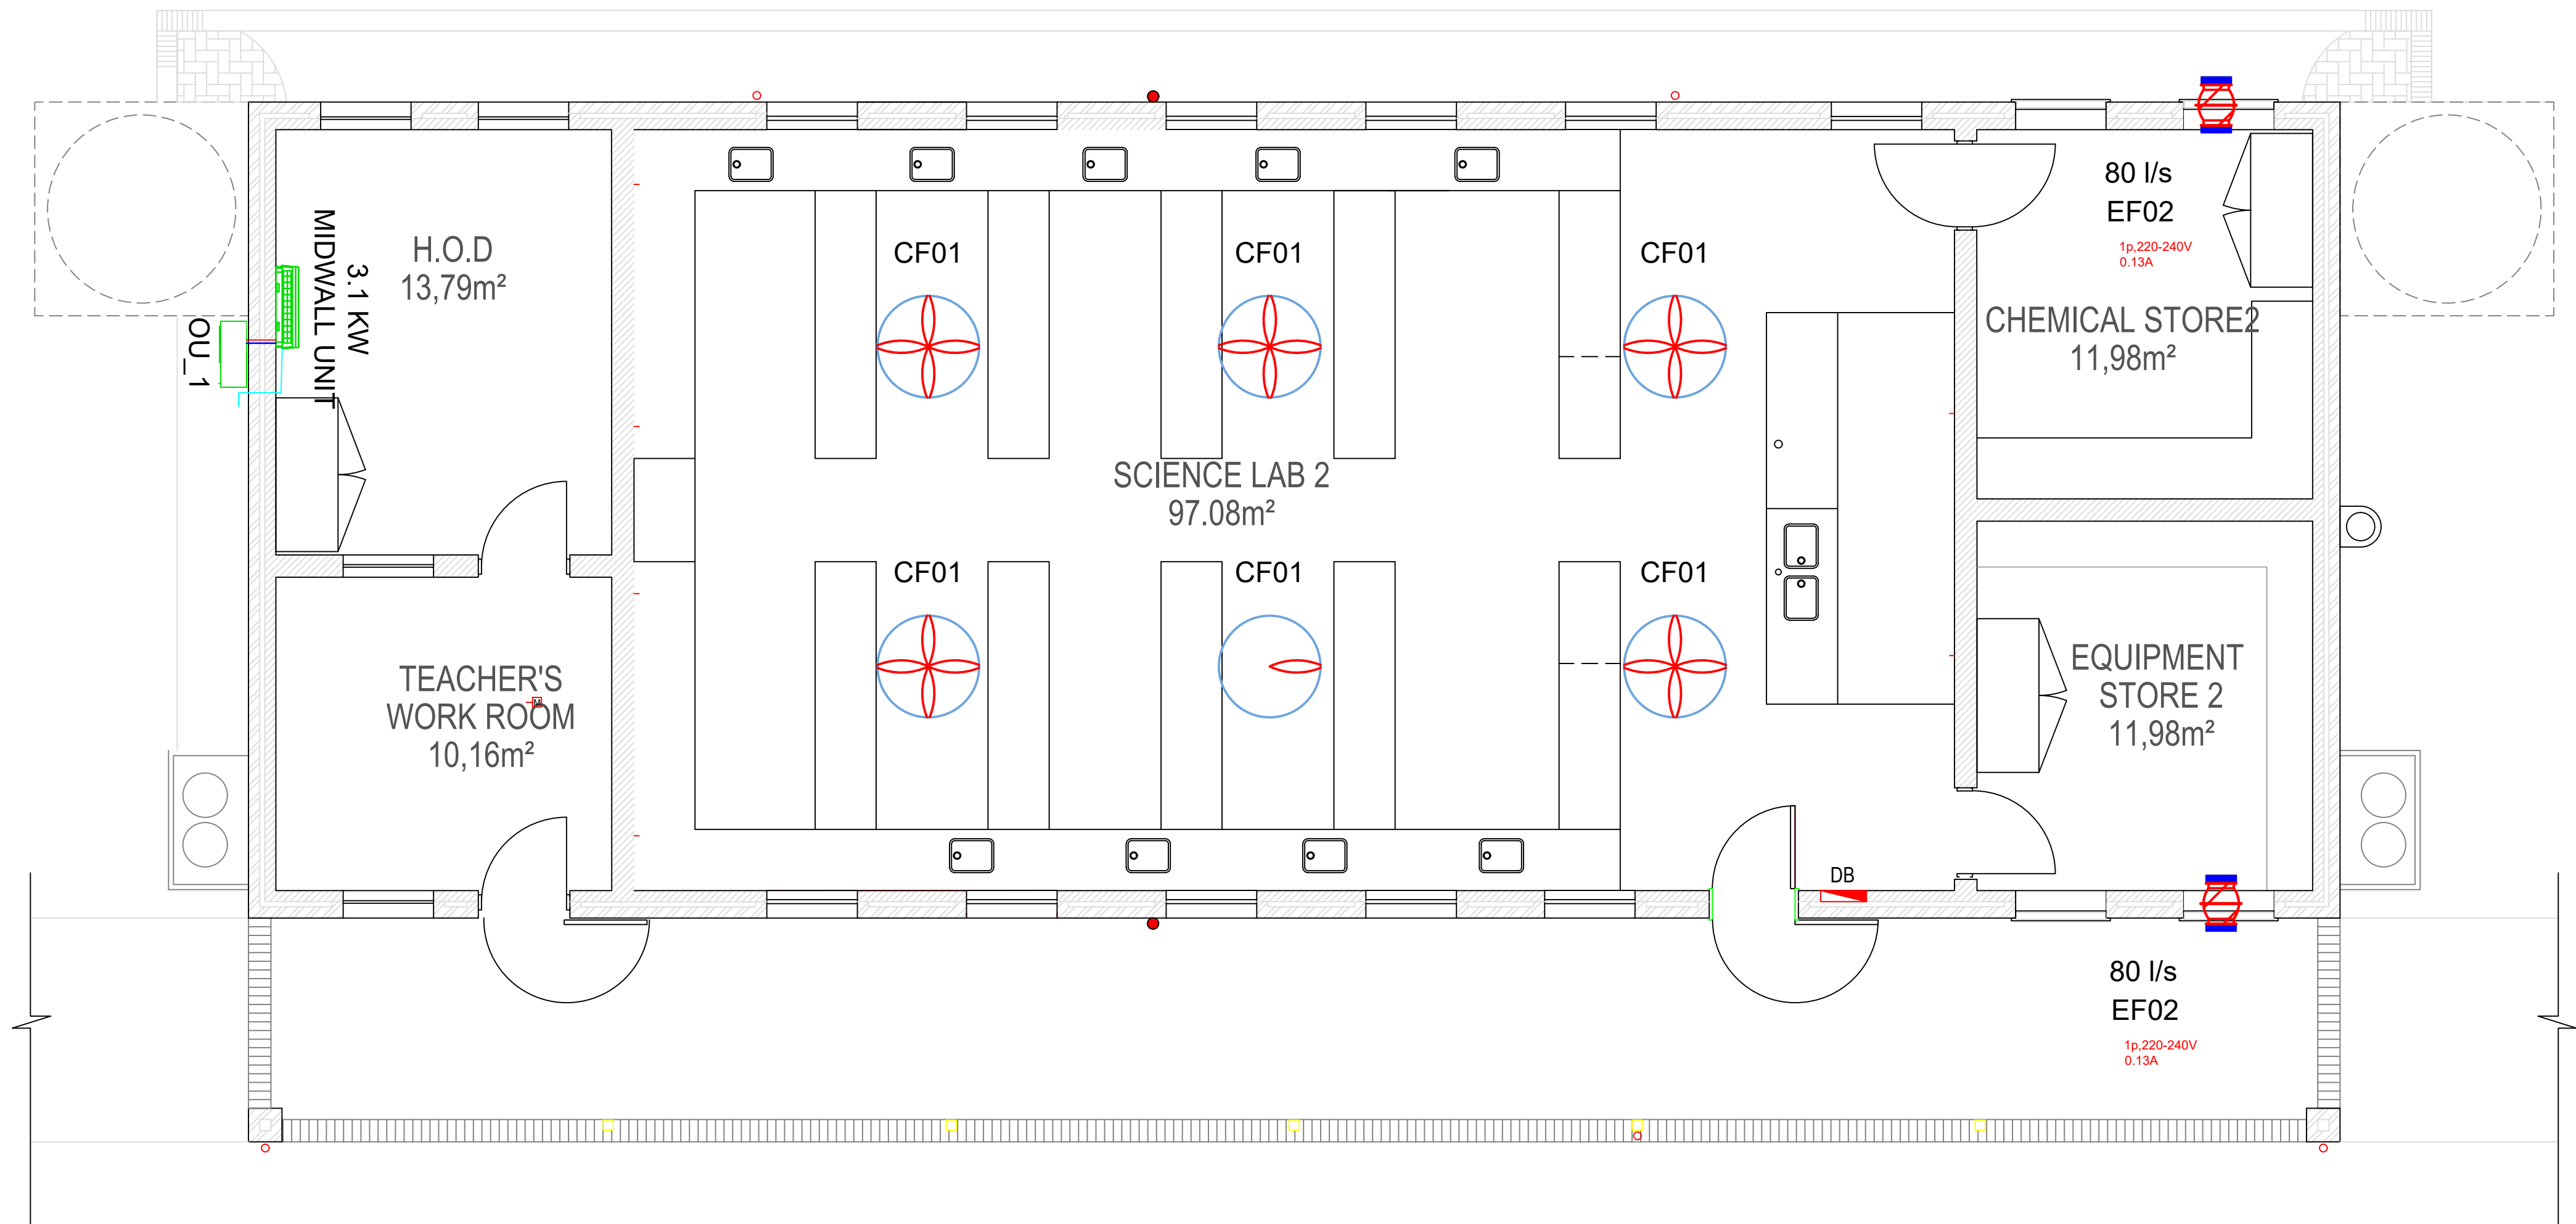 H.O.D
13,79m²
3.1 KW
MIDWALL UNIT
OU_1
CF01
CF01
CF01
80 l/s
EF02
1p,220-240V
0.13A
CHEMICAL STORE2
11,98m²
SCIENCE LAB 2
97.08m²
CF01
CF01
CF01
TEACHER'S
WORK ROOM
10,16m²
M
EQUIPMENT
STORE 2
11,98m²
DB
80 l/s
EF02
1p,220-240V
0.13A